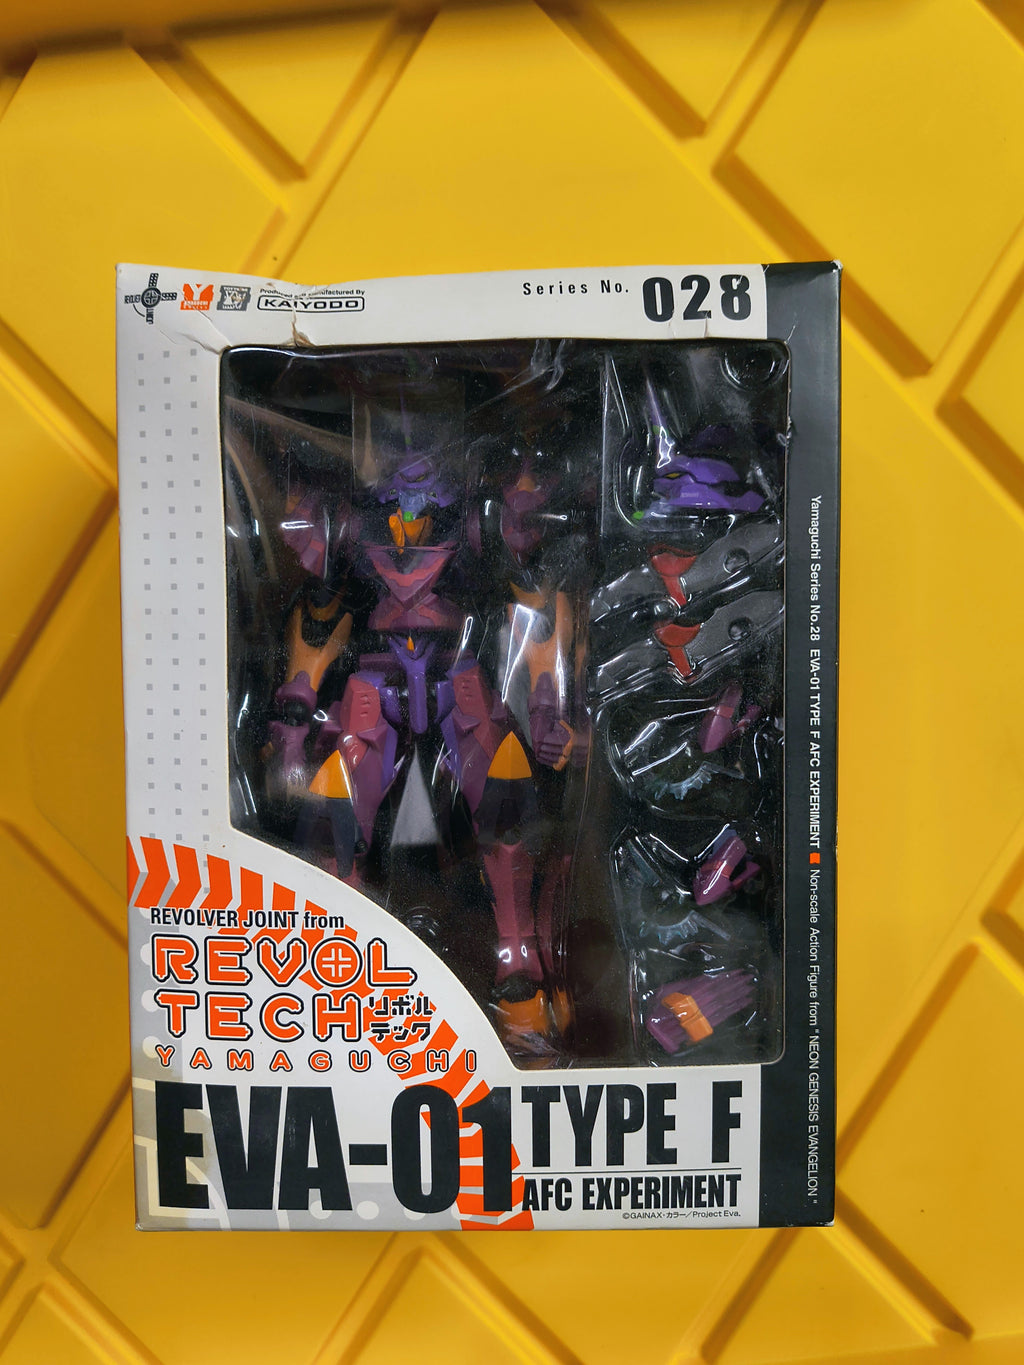 Produced and Manufactured By
KAIYODO
Series No. 028
REVOLVER JOINT from
REVOL
TECH リボル
テック
YAMAGUCHI
EVA-01 TYPE F
AFC EXPERIMENT
©GAINAX・カラー/Project Eva.
Yamaguchi Series No.28 EVA-01 TYPE F AFC EXPERIMENT Non-scale Action Figure from "NEON GENESIS EVANGELION"